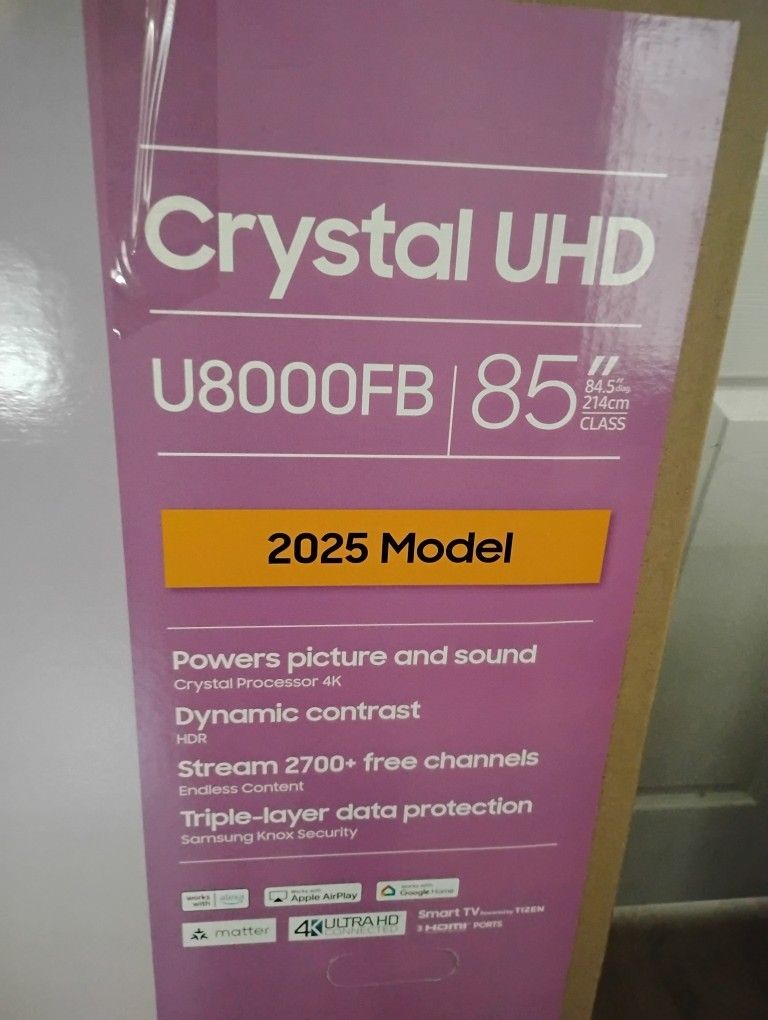 Crystal UHD
U8000FB | 85"
84.5" diag.
214cm
CLASS
2025 Model
Powers picture and sound
Crystal Processor 4K
Dynamic contrast
HDR
Stream 2700+ free channels
Endless Content
Triple-layer data protection
Samsung Knox Security
works with alexa
Works with Apple AirPlay
works with Google Home
matter
4K ULTRA HD CONNECTED
Smart TV Powered by TIZEN
3 HDMI PORTS